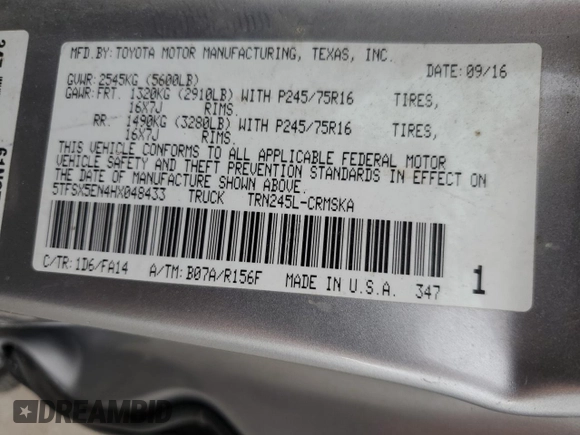 MFD.BY: TOYOTA MOTOR MANUFACTURING, TEXAS, INC.
DATE: 09/16
GVWR: 2545KG (5600LB)
GAWR: FRT. 1320KG (2910LB) WITH P245/75R16 TIRES,
16X7J RIMS.
RR. 1490KG (3280LB) WITH P245/75R16 TIRES,
16X7J RIMS.
THIS VEHICLE CONFORMS TO ALL APPLICABLE FEDERAL MOTOR
VEHICLE SAFETY AND THEFT PREVENTION STANDARDS IN EFFECT ON
THE DATE OF MANUFACTURE SHOWN ABOVE.
5TFSX5EN4HX048433 TRUCK TRN245L-CRMSKA
C/TR: 1D6/FA14 A/TM: B07A/R156F MADE IN U.S.A. 347 1
DREAMBID